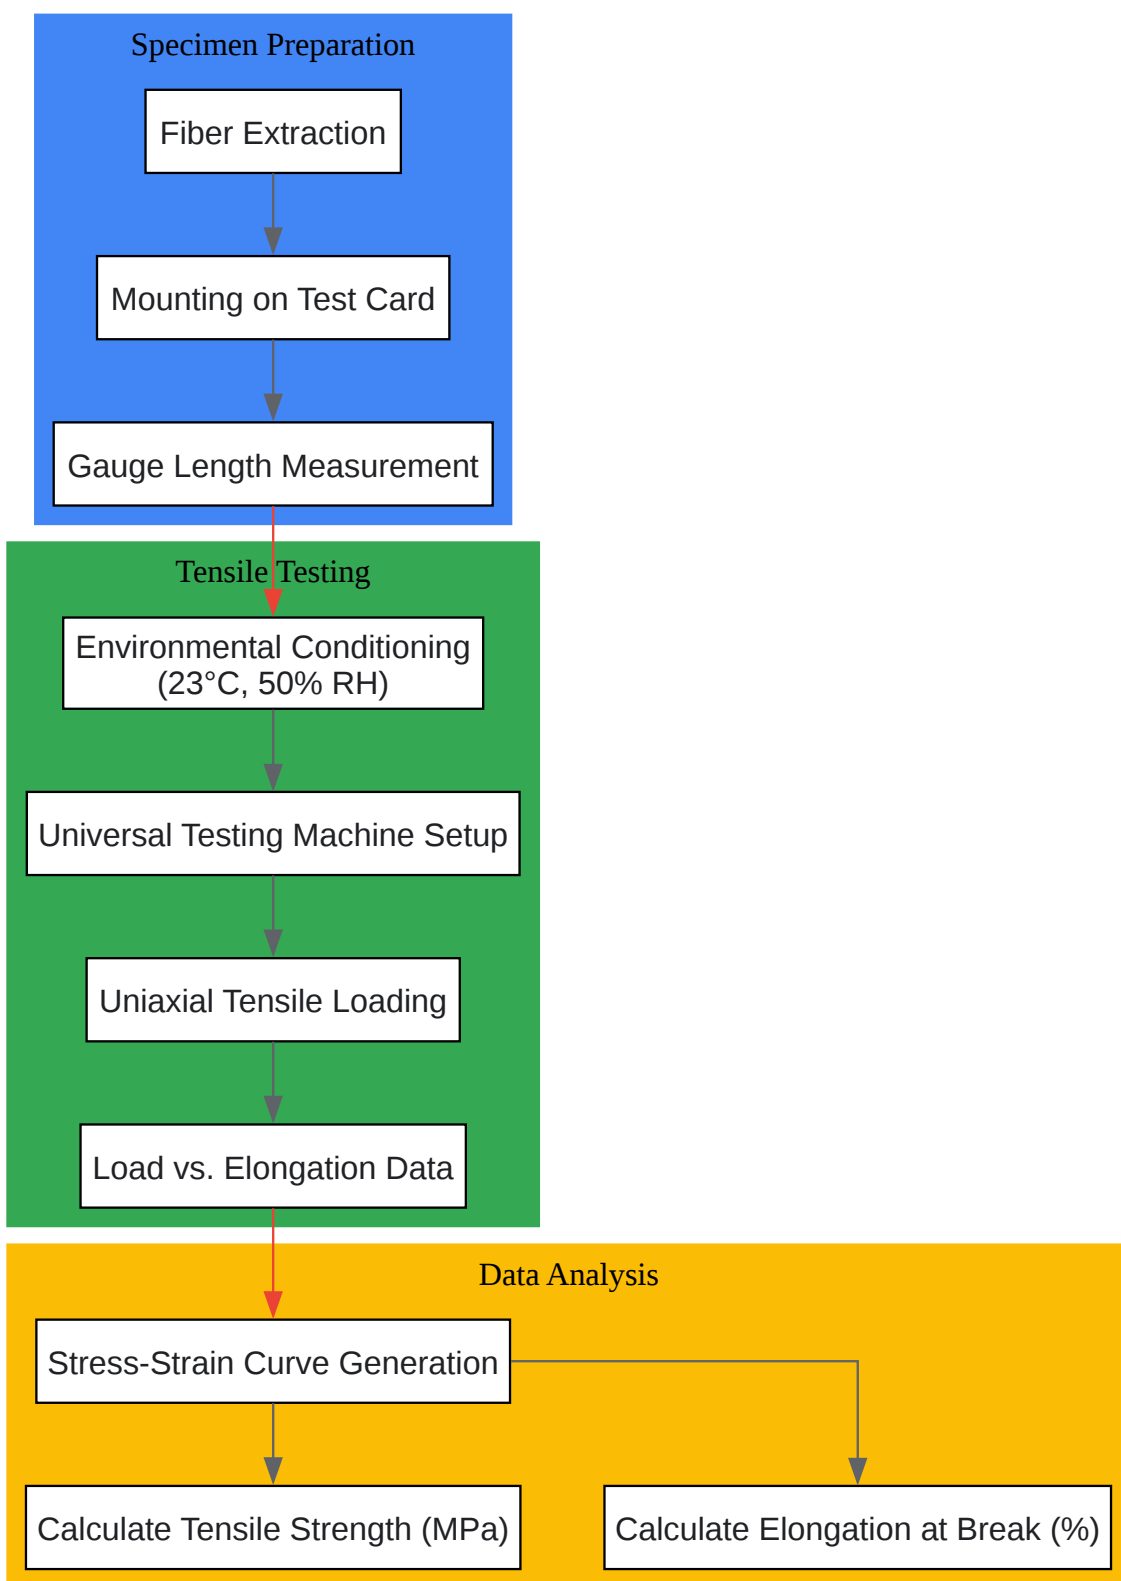 Specimen Preparation
Fiber Extraction
Mounting on Test Card
Gauge Length Measurement
Tensile Testing
Environmental Conditioning
(23°C, 50% RH)
Universal Testing Machine Setup
Uniaxial Tensile Loading
Load vs. Elongation Data
Data Analysis
Stress-Strain Curve Generation
Calculate Tensile Strength (MPa)
Calculate Elongation at Break (%)